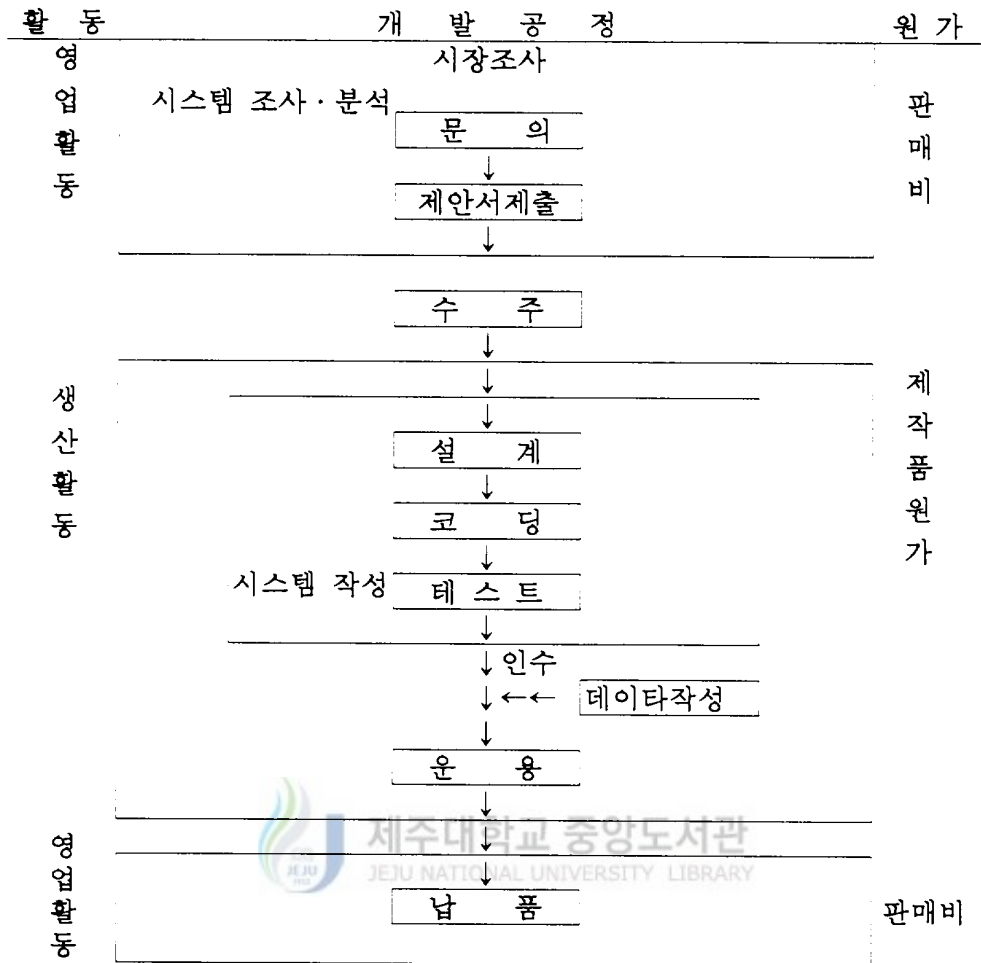 활 동 개 발 공 정 원 가
영업활동
시장조사
시스템 조사 · 분석
문 의
↓
제안서제출
↓
판매비
수 주
↓
↓
생산활동
↓
설 계
↓
코 딩
↓
시스템 작성 테 스 트
↓
↓ 인수
↓ ←← 데이타작성
↓
운 용
↓
제작품원가
↓
영업활동
↓
납 품
판매비
제주대학교 중앙도서관
JEJU NATIONAL UNIVERSITY LIBRARY